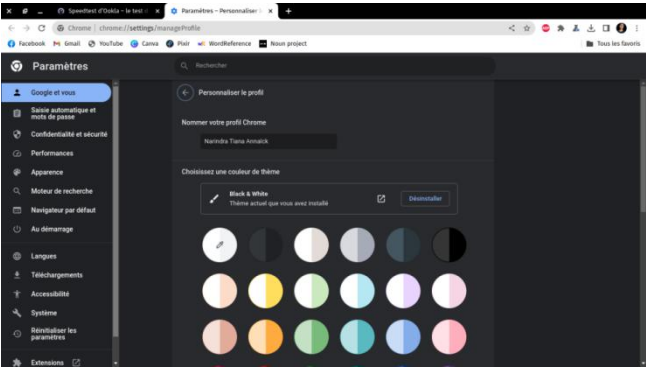 Speedtest d'Ookla – le test
Paramètres – Personnaliser
Chrome | chrome://settings/manageProfile
Facebook
Gmail
YouTube
Canva
Pixlr
WordReference
Noun project
Tous les favoris
Paramètres
Rechercher
Google et vous
Saisie automatique et
mots de passe
Confidentialité et sécurité
Performances
Apparence
Moteur de recherche
Navigateur par défaut
Au démarrage
Langues
Téléchargements
Accessibilité
Système
Réinitialiser les
paramètres
Extensions
Personnaliser le profil
Nommer votre profil Chrome
Narindra Tiana Annaick
Choisissez une couleur de thème
Black & White
Thème actuel que vous avez installé
Désinstaller